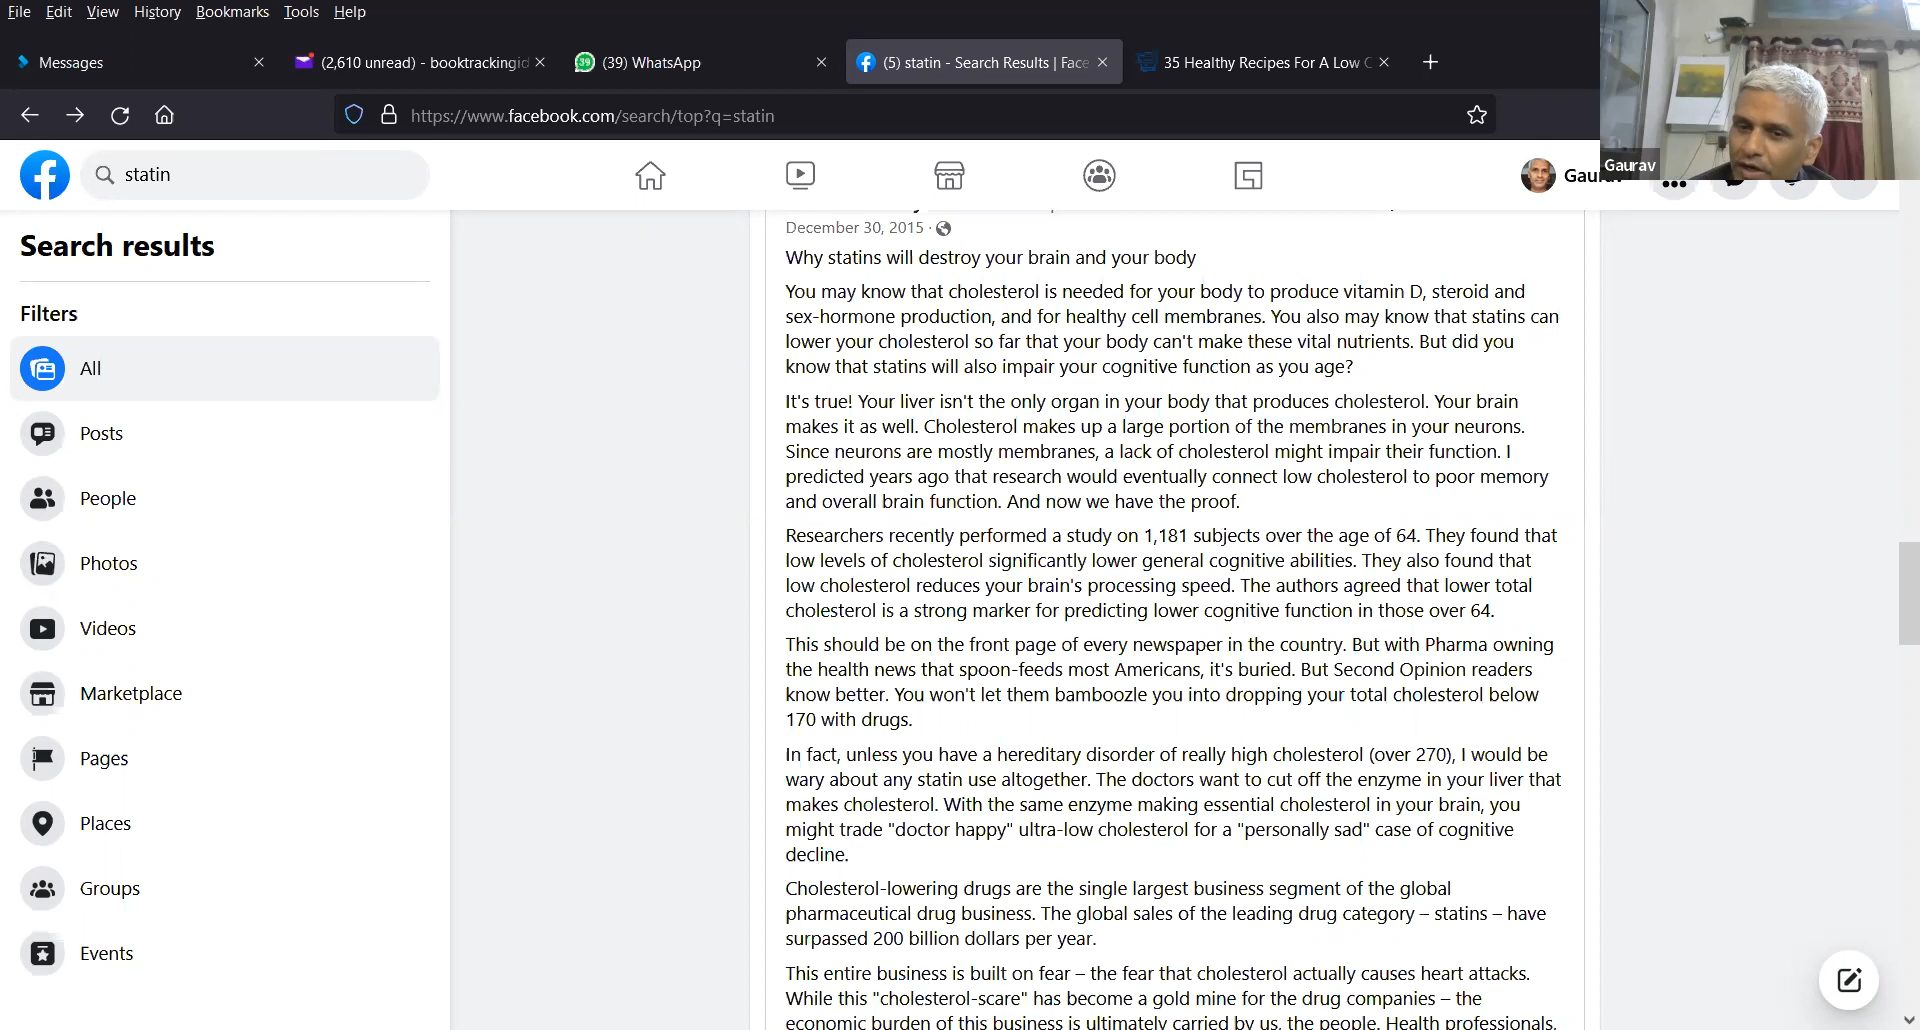 File Edit View History Bookmarks Tools Help
Messages
(2,610 unread) - booktrackingid
39
(39) WhatsApp
(5) statin - Search Results | Face
35 Healthy Recipes For A Low C
https://www.facebook.com/search/top?q=statin
Gaurav
statin
Gaurav
Search results
Filters
All
Posts
People
Photos
Videos
Marketplace
Pages
Places
Groups
Events
December 30, 2015 ·
Why statins will destroy your brain and your body
You may know that cholesterol is needed for your body to produce vitamin D, steroid and
sex-hormone production, and for healthy cell membranes. You also may know that statins can
lower your cholesterol so far that your body can't make these vital nutrients. But did you
know that statins will also impair your cognitive function as you age?
It's true! Your liver isn't the only organ in your body that produces cholesterol. Your brain
makes it as well. Cholesterol makes up a large portion of the membranes in your neurons.
Since neurons are mostly membranes, a lack of cholesterol might impair their function. I
predicted years ago that research would eventually connect low cholesterol to poor memory
and overall brain function. And now we have the proof.
Researchers recently performed a study on 1,181 subjects over the age of 64. They found that
low levels of cholesterol significantly lower general cognitive abilities. They also found that
low cholesterol reduces your brain's processing speed. The authors agreed that lower total
cholesterol is a strong marker for predicting lower cognitive function in those over 64.
This should be on the front page of every newspaper in the country. But with Pharma owning
the health news that spoon-feeds most Americans, it's buried. But Second Opinion readers
know better. You won't let them bamboozle you into dropping your total cholesterol below
170 with drugs.
In fact, unless you have a hereditary disorder of really high cholesterol (over 270), I would be
wary about any statin use altogether. The doctors want to cut off the enzyme in your liver that
makes cholesterol. With the same enzyme making essential cholesterol in your brain, you
might trade "doctor happy" ultra-low cholesterol for a "personally sad" case of cognitive
decline.
Cholesterol-lowering drugs are the single largest business segment of the global
pharmaceutical drug business. The global sales of the leading drug category – statins – have
surpassed 200 billion dollars per year.
This entire business is built on fear – the fear that cholesterol actually causes heart attacks.
While this "cholesterol-scare" has become a gold mine for the drug companies – the
economic burden of this business is ultimately carried by us, the people. Health professionals,